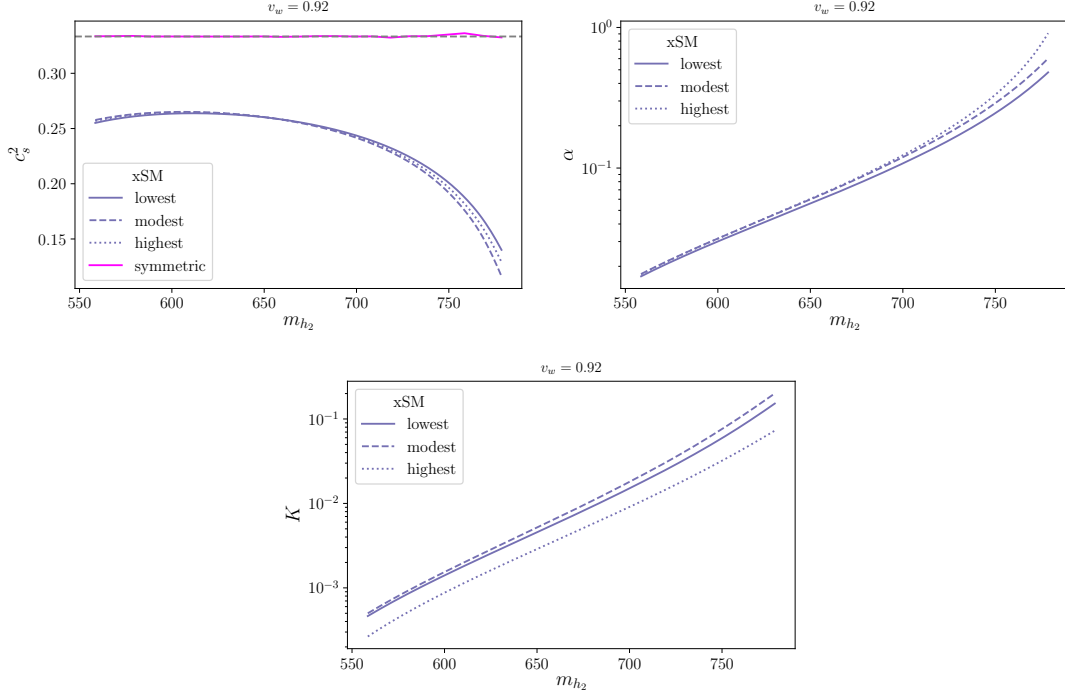 v_w = 0.92
c_s^2
0.30
0.25
0.20
0.15
xSM
lowest
modest
highest
symmetric
550 600 650 700 750
m_{h_2}
v_w = 0.92
α
10^0
10^{-1}
xSM
lowest
modest
highest
550 600 650 700 750
m_{h_2}
v_w = 0.92
K
10^{-1}
10^{-2}
10^{-3}
xSM
lowest
modest
highest
550 600 650 700 750
m_{h_2}